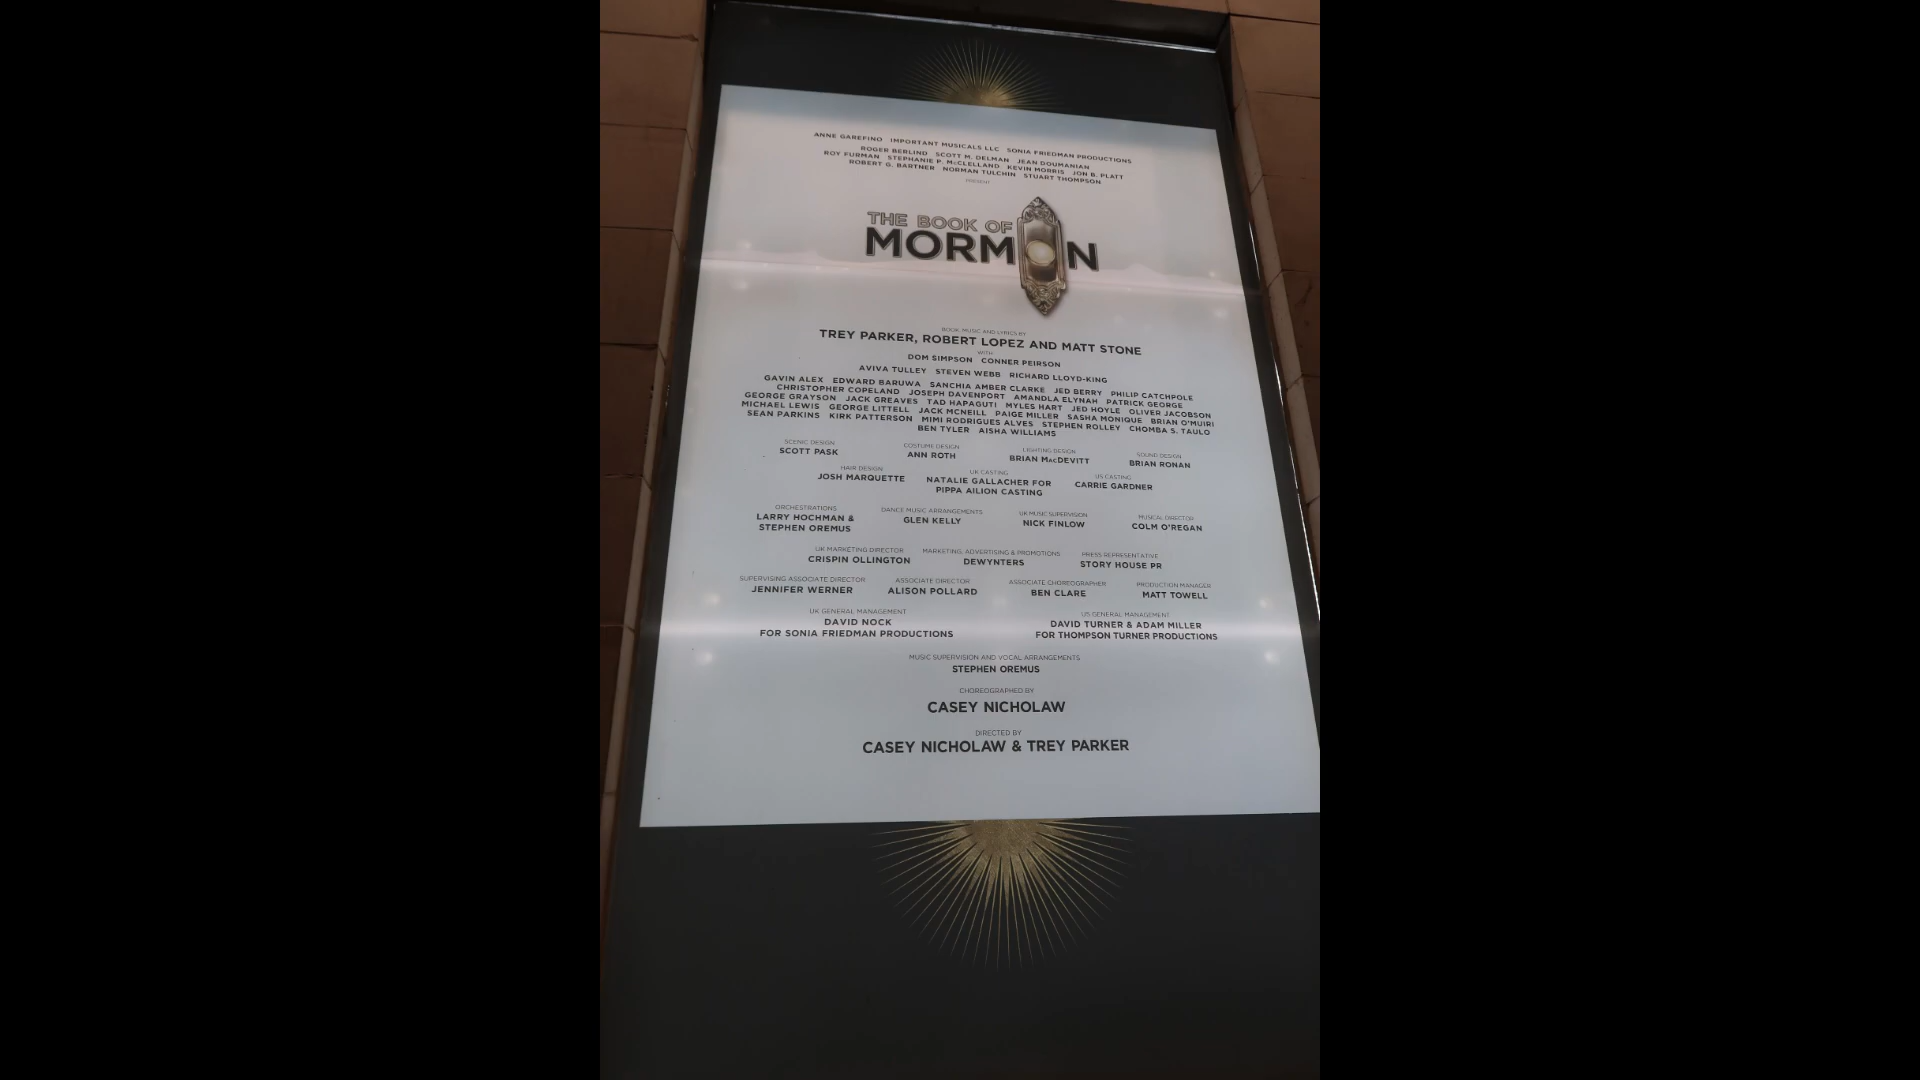 ANNE GAREFINO IMPORTANT MUSICALS LLC SONIA FRIEDMAN PRODUCTIONS
ROGER BERLIND SCOTT M. DELMAN JEAN DOUMANIAN
ROY FURMAN STEPHANIE P. McCLELLAND KEVIN MORRIS JON B. PLATT
ROBERT G. BARTNER NORMAN TULCHIN STUART THOMPSON
PRESENT
THE BOOK OF
MORMON
BOOK, MUSIC AND LYRICS BY
TREY PARKER, ROBERT LOPEZ AND MATT STONE
WITH
DOM SIMPSON CONNER PEIRSON
AVIVA TULLEY STEVEN WEBB RICHARD LLOYD-KING
GAVIN ALEX EDWARD BARUWA SANCHIA AMBER CLARKE JED BERRY PHILIP CATCHPOLE
CHRISTOPHER COPELAND JOSEPH DAVENPORT AMANDLA ELYNAH PATRICK GEORGE
GEORGE GRAYSON JACK GREAVES TAD HAPAGUTI MYLES HART JED HOYLE OLIVER JACOBSON
MICHAEL LEWIS GEORGE LITTELL JACK MCNEILL PAIGE MILLER SASHA MONIQUE BRIAN O'MUIRI
SEAN PARKINS KIRK PATTERSON MIMI RODRIGUES ALVES STEPHEN ROLLEY CHOMBA S. TAULO
BEN TYLER AISHA WILLIAMS
SCENIC DESIGN COSTUME DESIGN LIGHTING DESIGN SOUND DESIGN
SCOTT PASK ANN ROTH BRIAN MacDEVITT BRIAN RONAN
HAIR DESIGN UK CASTING US CASTING
JOSH MARQUETTE NATALIE GALLACHER FOR CARRIE GARDNER
PIPPA AILION CASTING
ORCHESTRATIONS DANCE MUSIC ARRANGEMENTS UK MUSIC SUPERVISION MUSICAL DIRECTOR
LARRY HOCHMAN & GLEN KELLY NICK FINLOW COLM O'REGAN
STEPHEN OREMUS
UK MARKETING DIRECTOR MARKETING, ADVERTISING & PROMOTIONS PRESS REPRESENTATIVE
CRISPIN OLLINGTON DEWYNTERS STORY HOUSE PR
SUPERVISING ASSOCIATE DIRECTOR ASSOCIATE DIRECTOR ASSOCIATE CHOREOGRAPHER PRODUCTION MANAGER
JENNIFER WERNER ALISON POLLARD BEN CLARE MATT TOWELL
UK GENERAL MANAGEMENT US GENERAL MANAGEMENT
DAVID NOCK DAVID TURNER & ADAM MILLER
FOR SONIA FRIEDMAN PRODUCTIONS FOR THOMPSON TURNER PRODUCTIONS
MUSIC SUPERVISION AND VOCAL ARRANGEMENTS
STEPHEN OREMUS
CHOREOGRAPHED BY
CASEY NICHOLAW
DIRECTED BY
CASEY NICHOLAW & TREY PARKER